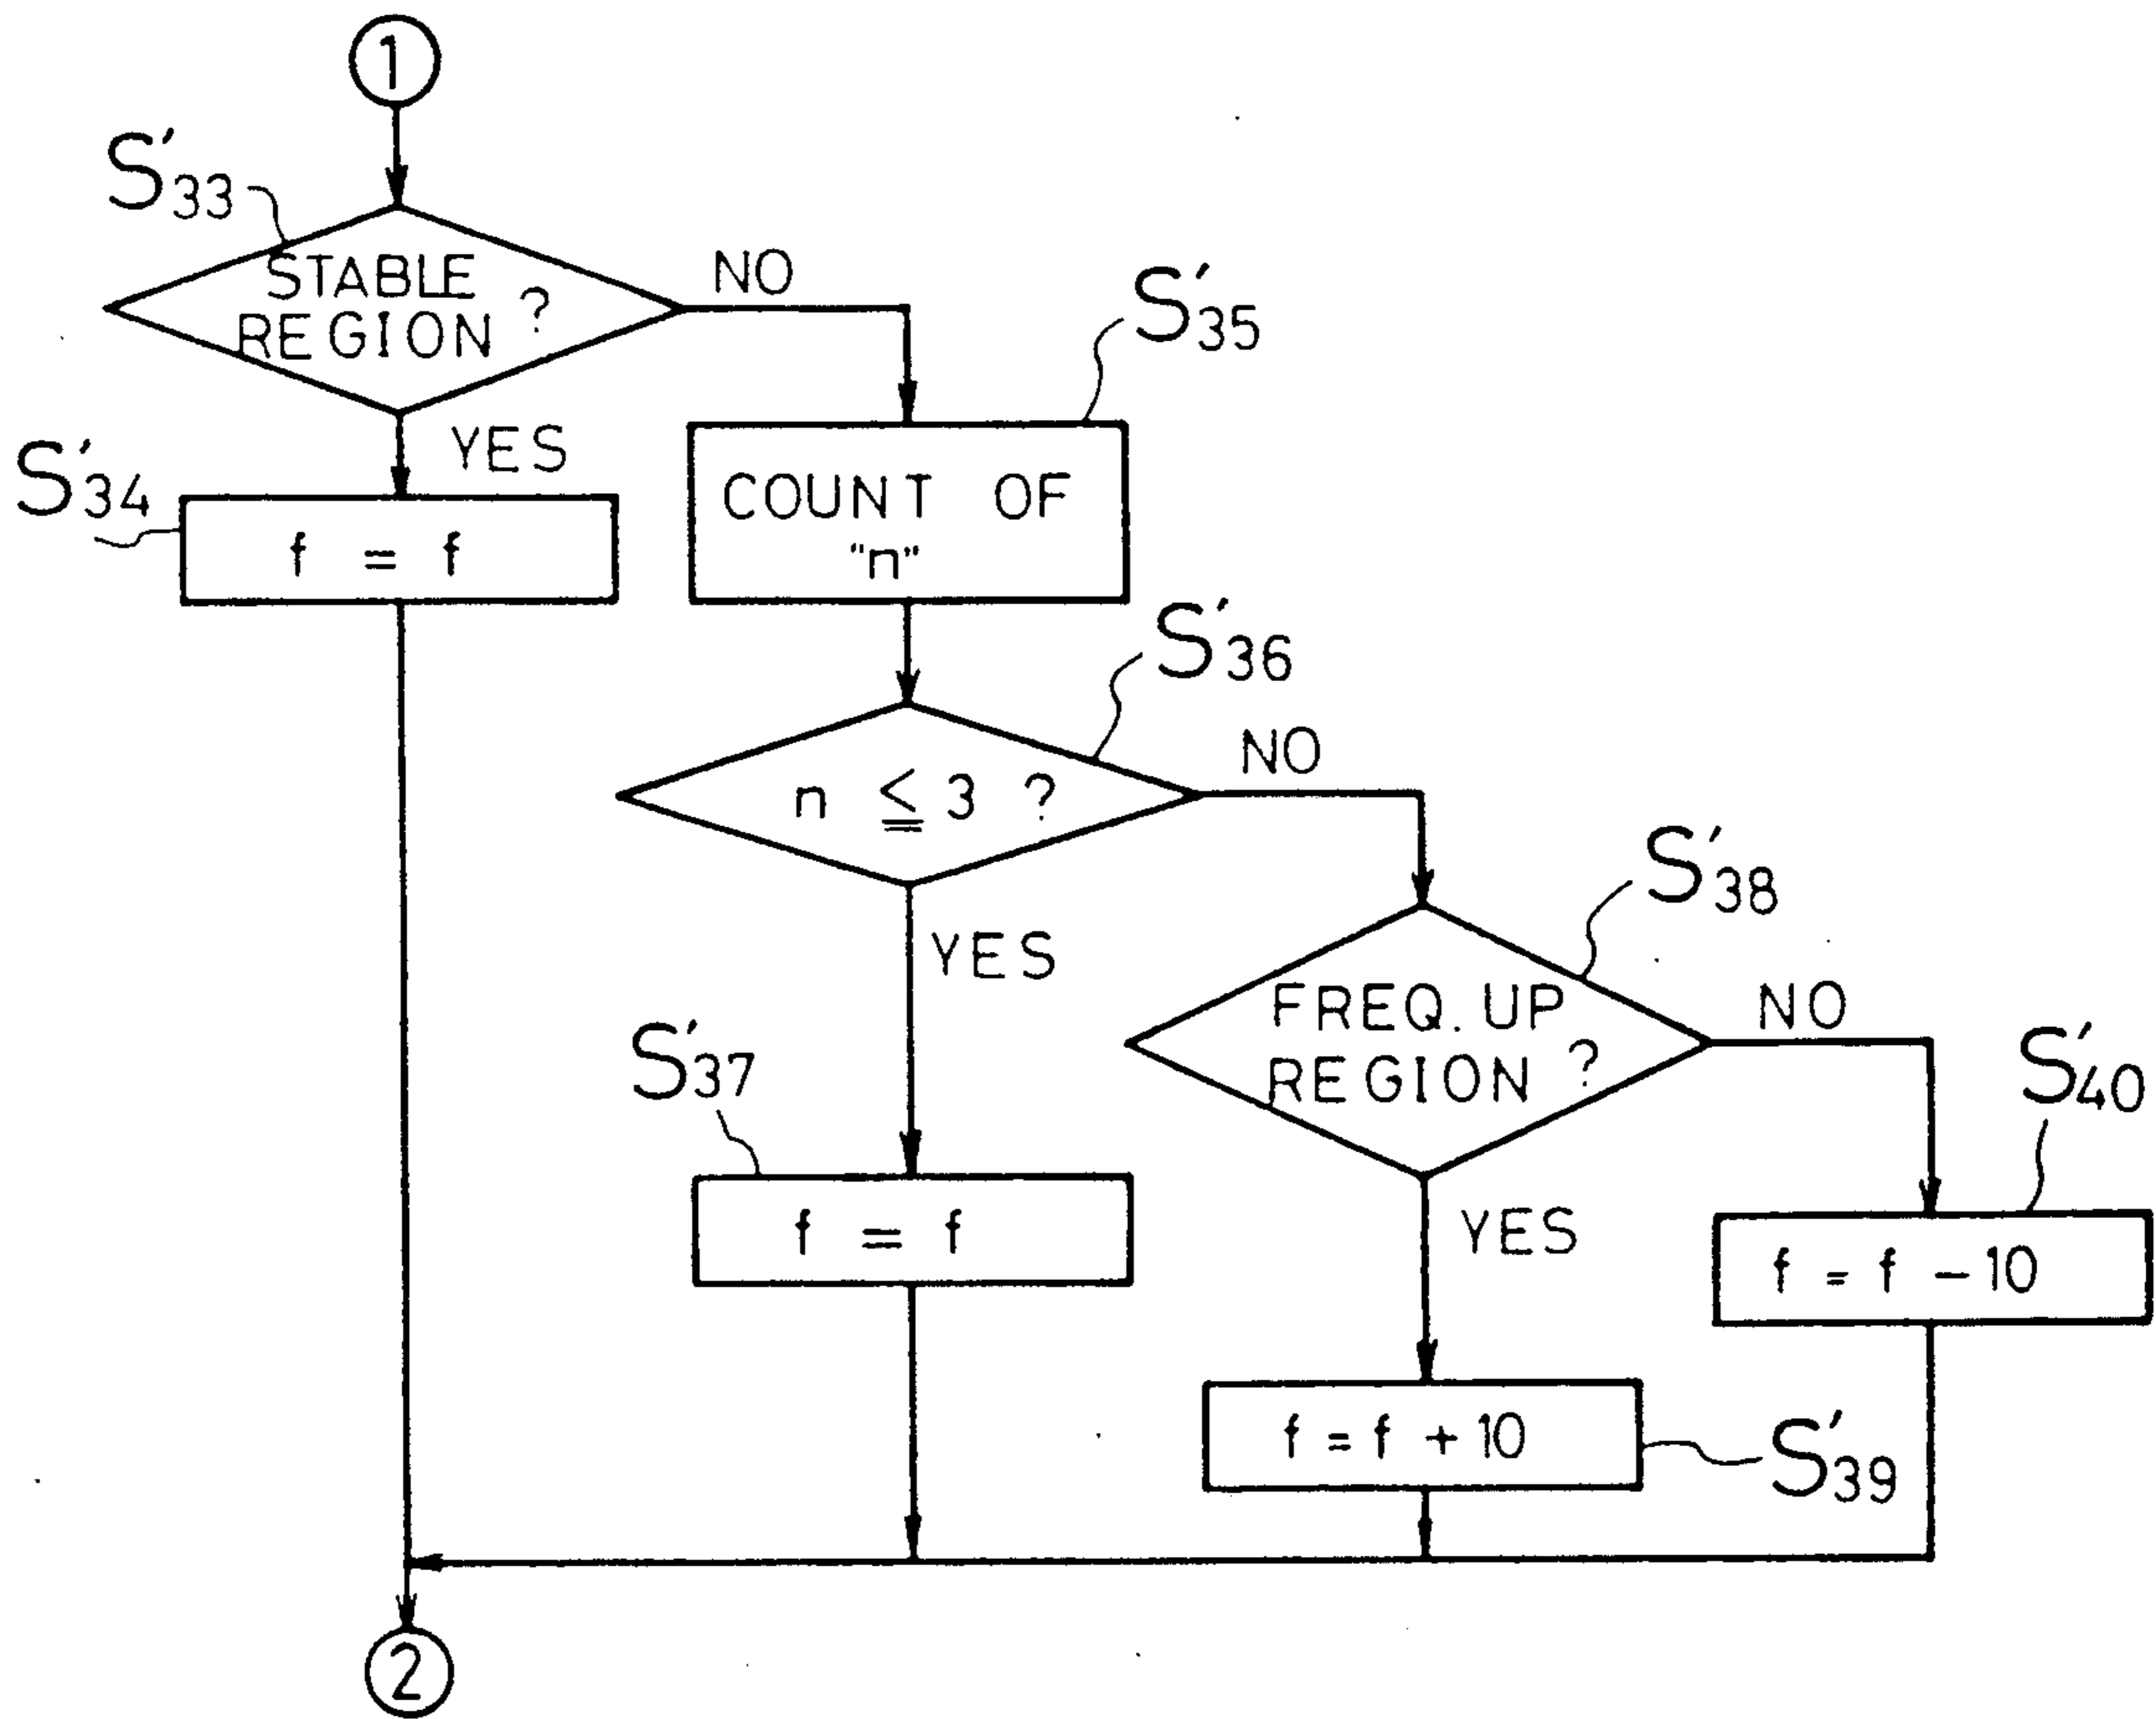 1
S'33
STABLE
REGION ?
NO
S'35
YES
S'34
f = f
COUNT OF
"n"
S'36
n ≦ 3 ?
NO
S'38
YES
FREQ. UP
REGION ?
NO
S'37
S'40
f = f
YES
f = f - 10
f = f + 10
S'39
2